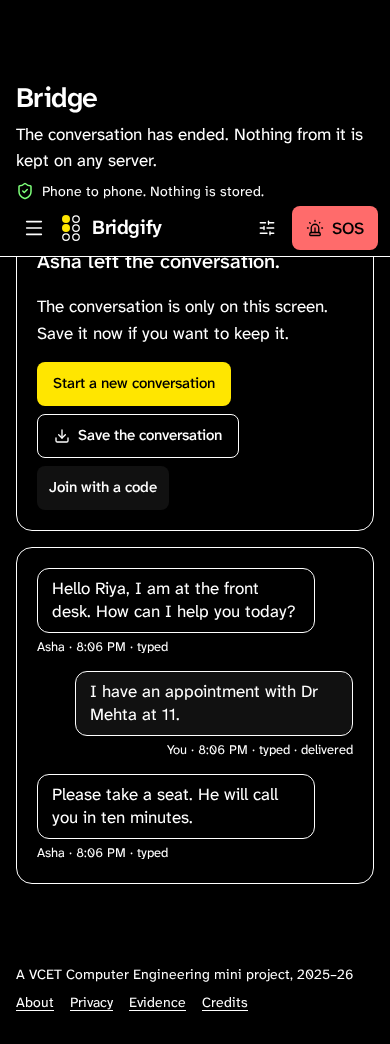 Bridge
The conversation has ended. Nothing from it is
kept on any server.
Phone to phone. Nothing is stored.
Bridgify
SOS
Asha left the conversation.
The conversation is only on this screen.
Save it now if you want to keep it.
Start a new conversation
Save the conversation
Join with a code
Hello Riya, I am at the front
desk. How can I help you today?
Asha · 8:06 PM · typed
I have an appointment with Dr
Mehta at 11.
You · 8:06 PM · typed · delivered
Please take a seat. He will call
you in ten minutes.
Asha · 8:06 PM · typed
A VCET Computer Engineering mini project, 2025–26
About Privacy Evidence Credits